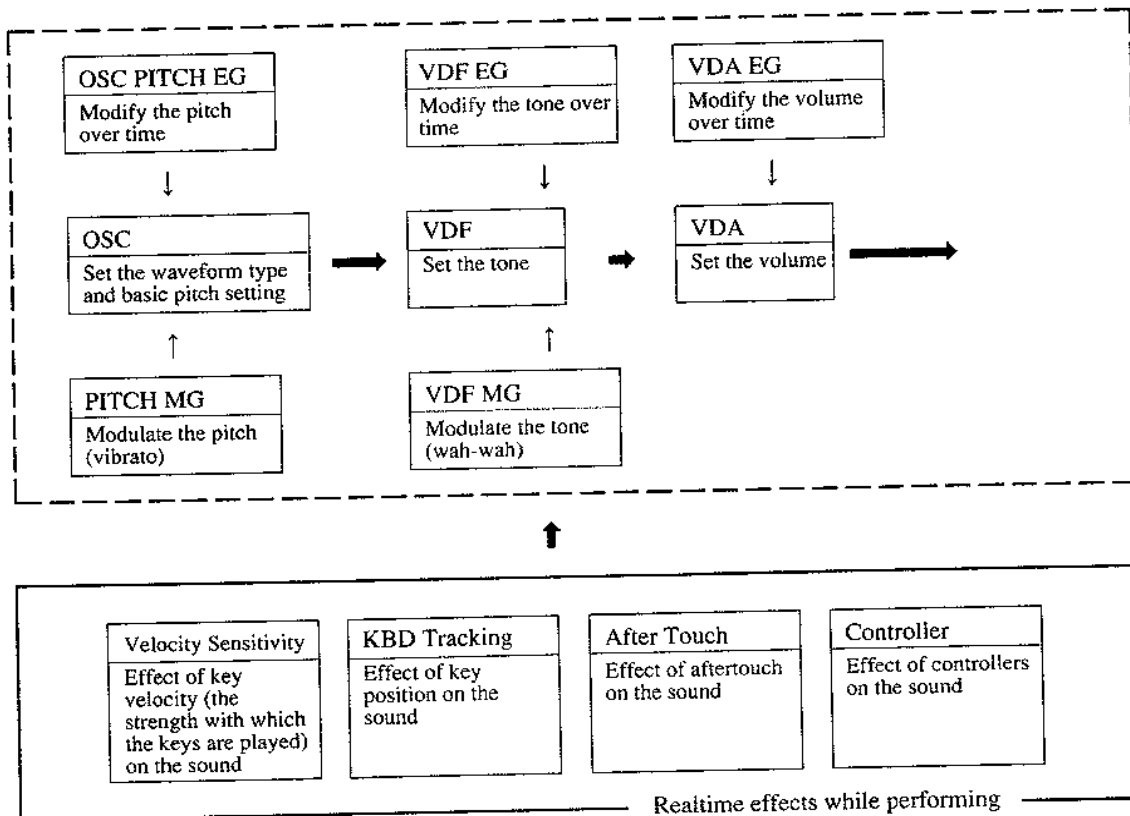 OSC PITCH EG
Modify the pitch
over time
VDF EG
Modify the tone over
time
VDA EG
Modify the volume
over time
OSC
Set the waveform type
and basic pitch setting
VDF
Set the tone
VDA
Set the volume
PITCH MG
Modulate the pitch
(vibrato)
VDF MG
Modulate the tone
(wah-wah)
Velocity Sensitivity
Effect of key
velocity (the
strength with which
the keys are played)
on the sound
KBD Tracking
Effect of key
position on the
sound
After Touch
Effect of aftertouch
on the sound
Controller
Effect of controllers
on the sound
Realtime effects while performing